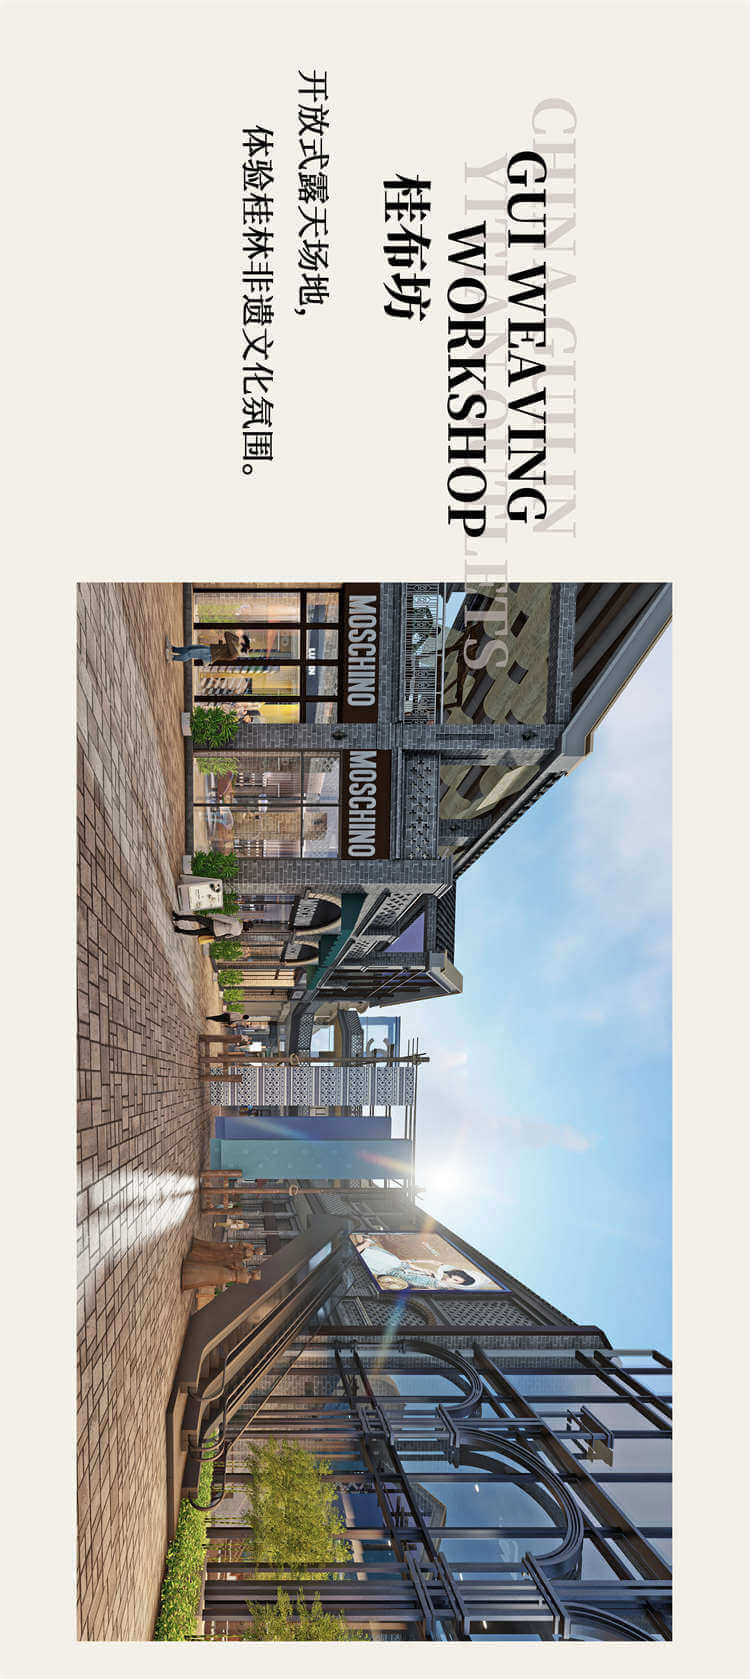 CHINA GUILIN
YITIAN OUTLETS
GUI WEAVING
WORKSHOP
桂布坊
开放式露天场地，
体验桂林非遗文化氛围。
MOSCHINO
MOSCHINO